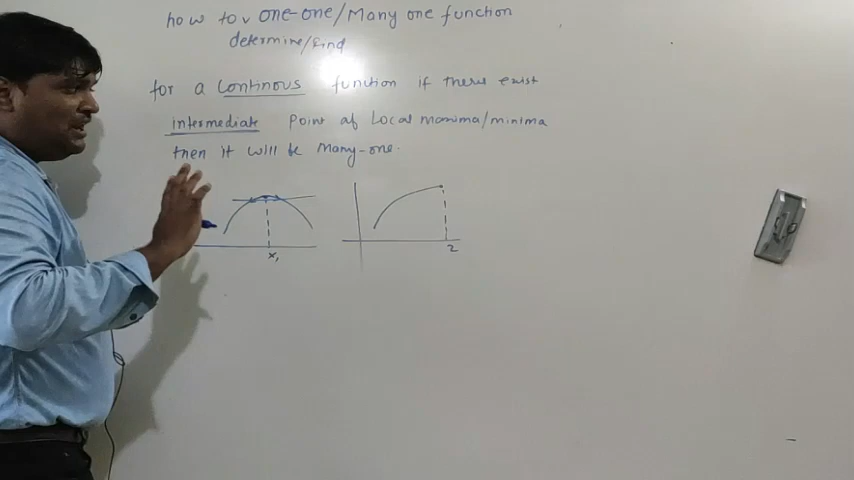 how to one-one/Many one function
determine/find
for a continous function if there exist
intermediate Point of Local maxima/minima
then it will be Many-one.
x₁
2